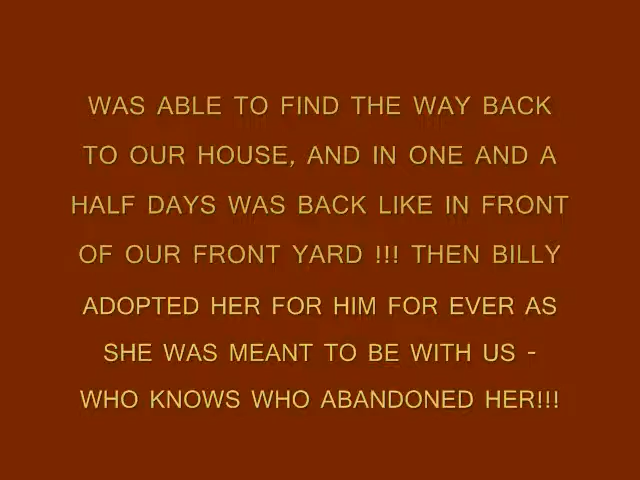 WAS ABLE TO FIND THE WAY BACK
TO OUR HOUSE, AND IN ONE AND A
HALF DAYS WAS BACK LIKE IN FRONT
OF OUR FRONT YARD !!! THEN BILLY
ADOPTED HER FOR HIM FOR EVER AS
SHE WAS MEANT TO BE WITH US -
WHO KNOWS WHO ABANDONED HER!!!